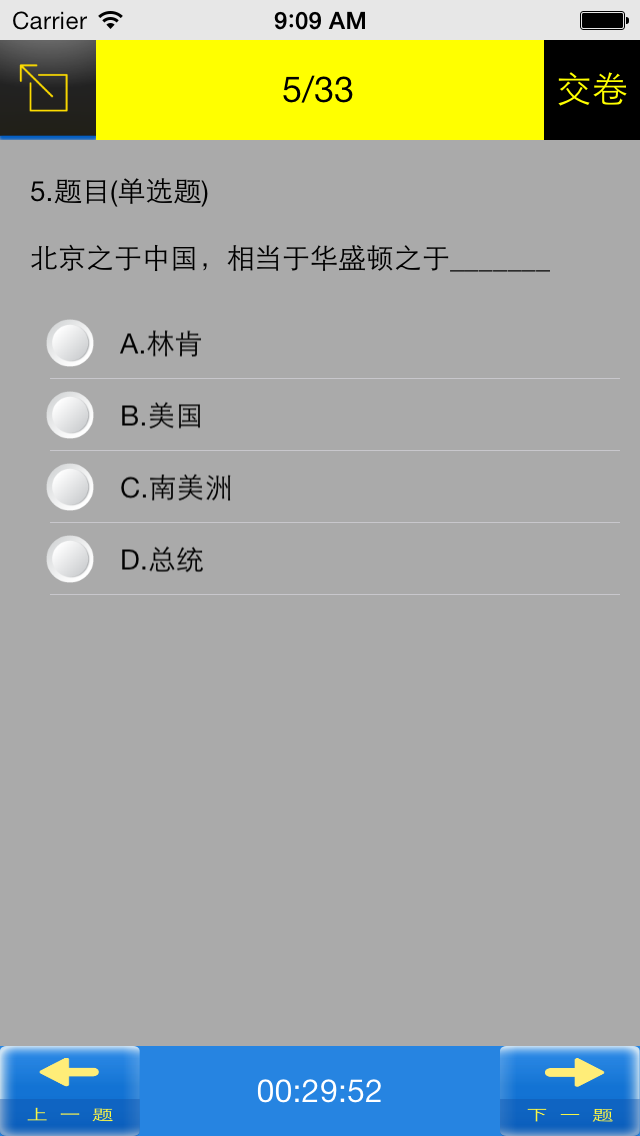 Carrier 9:09 AM
5/33 交卷
5.题目(单选题)
北京之于中国，相当于华盛顿之于_______
A.林肯
B.美国
C.南美洲
D.总统
00:29:52
上一题 下一题